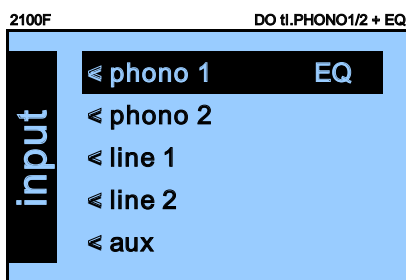 2100F DO tl.PHONO1/2 + EQ
input
< phono 1 EQ
< phono 2
< line 1
< line 2
< aux